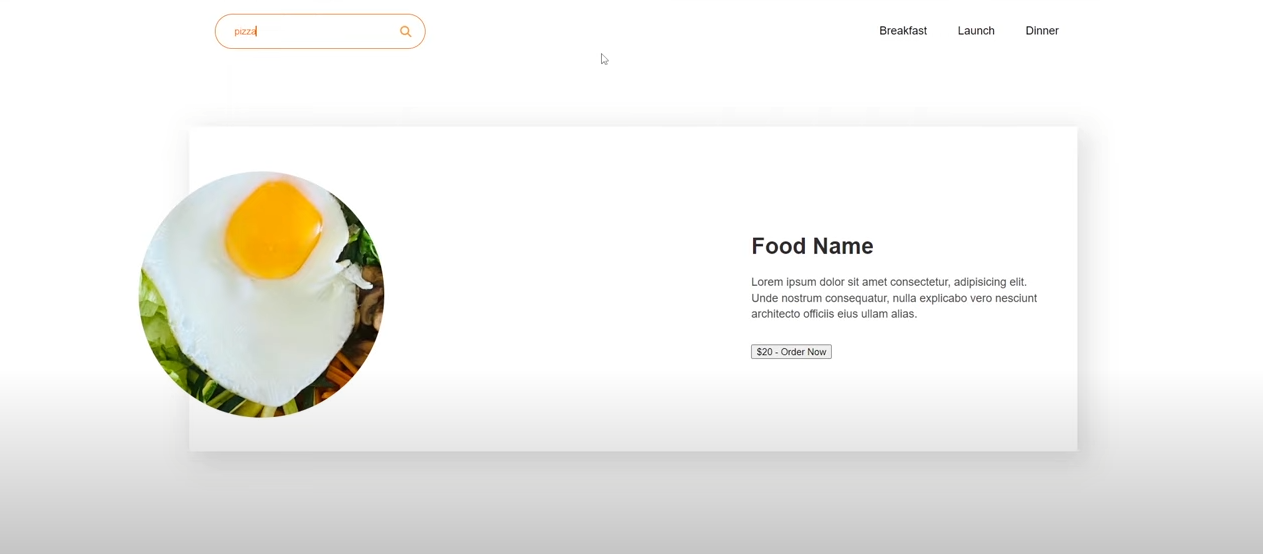 pizza
Breakfast Launch Dinner
Food Name
Lorem ipsum dolor sit amet consectetur, adipisicing elit.
Unde nostrum consequatur, nulla explicabo vero nesciunt
architecto officiis eius ullam alias.
$20 - Order Now